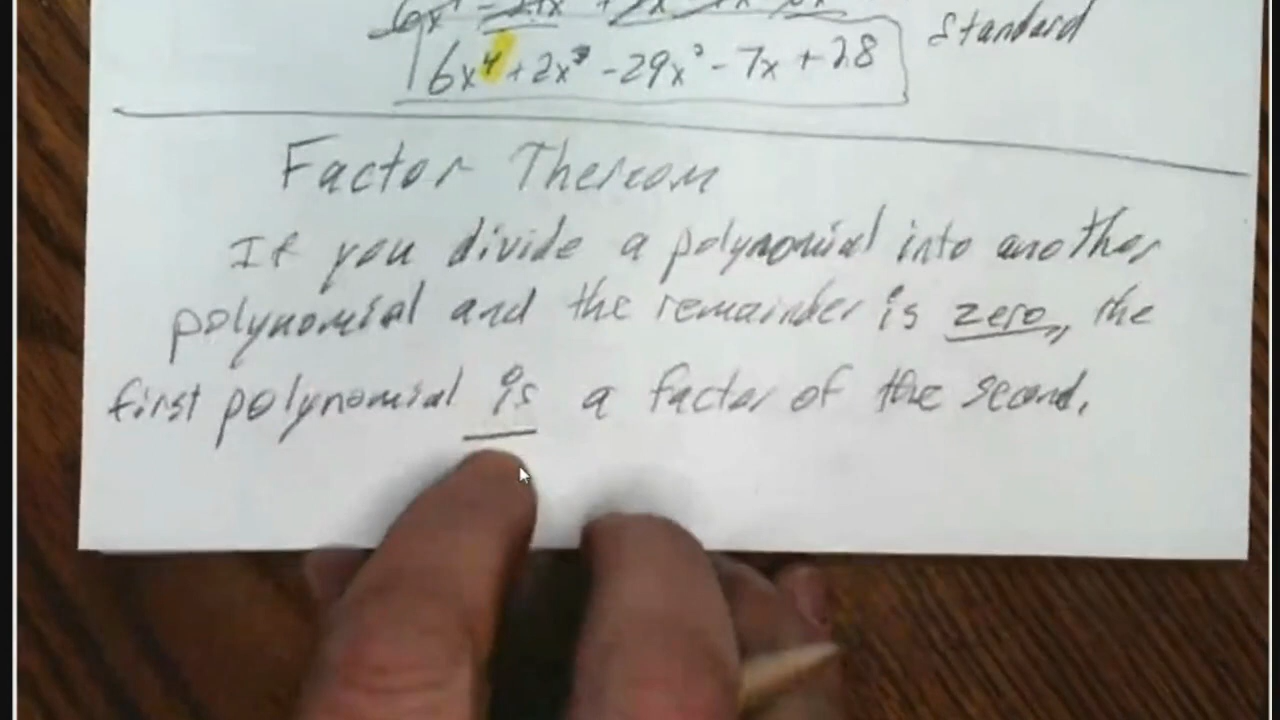 Standard
6x⁴+2x³-29x²-7x+28
Factor Thereom
If you divide a polynomial into another
polynomial and the remainder is zero, the
first polynomial is a factor of the second.